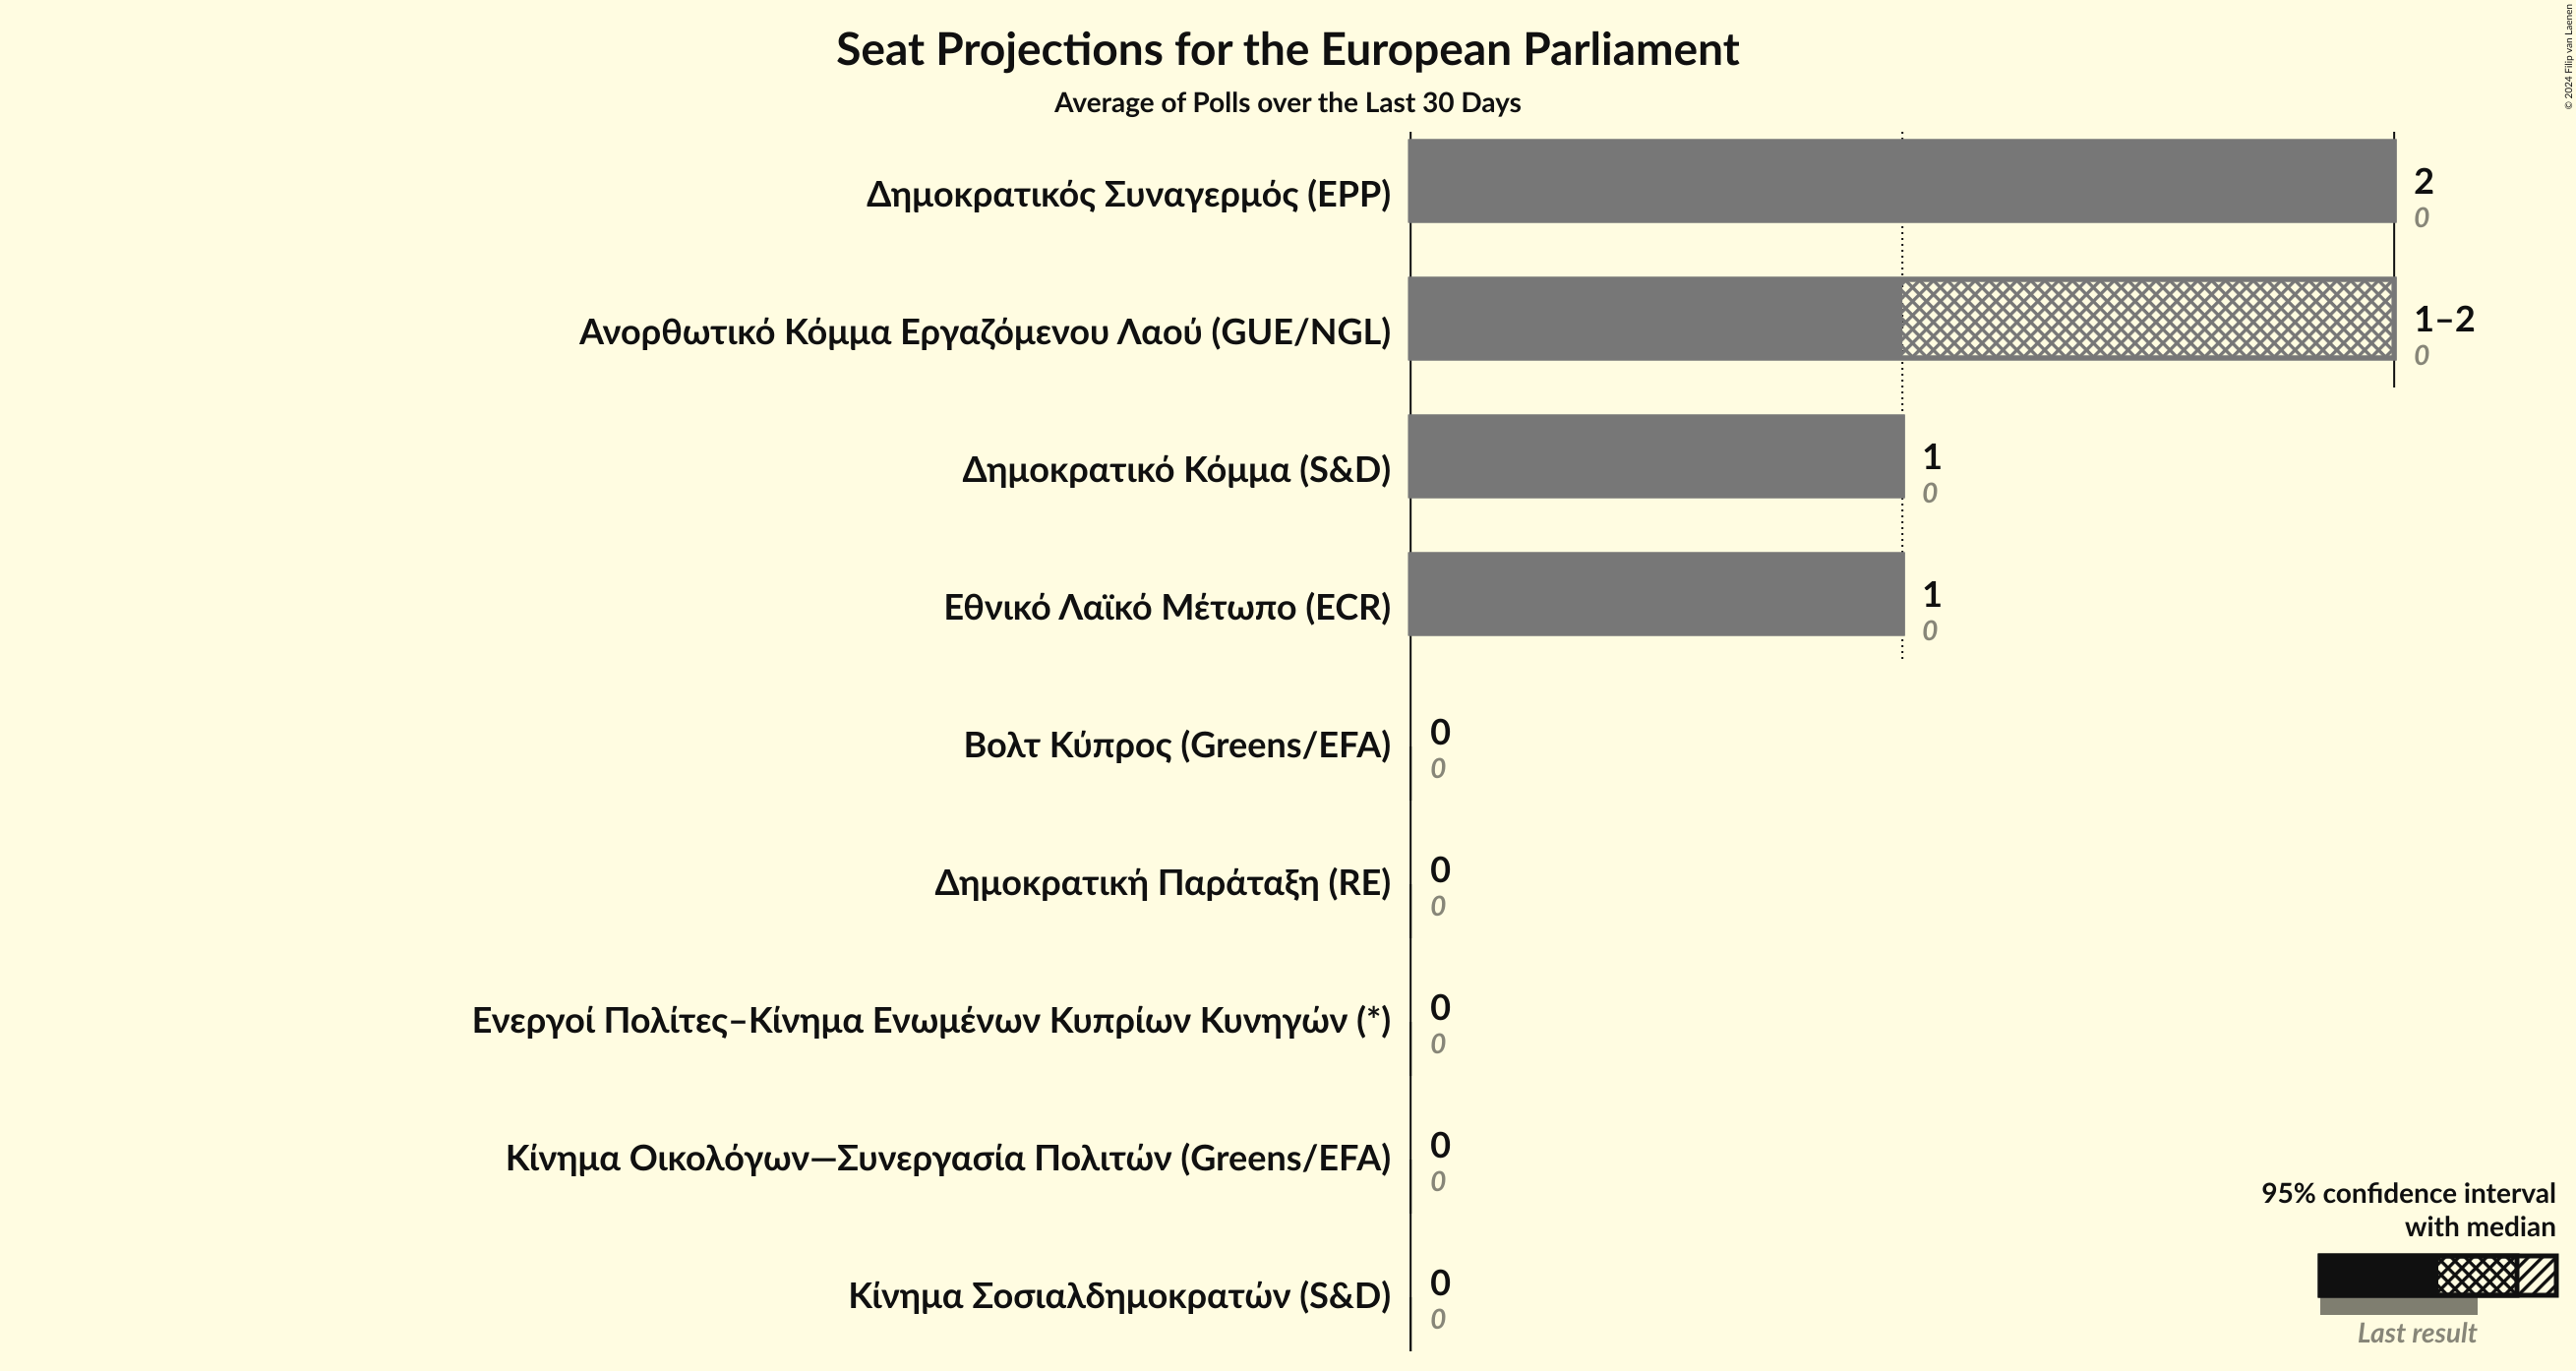 Seat Projections for the European Parliament
Average of Polls over the Last 30 Days
© 2024 Filip van Laenen
Δημοκρατικός Συναγερμός (EPP)
2
0
Ανορθωτικό Κόμμα Εργαζόμενου Λαού (GUE/NGL)
1–2
0
Δημοκρατικό Κόμμα (S&D)
1
0
Εθνικό Λαϊκό Μέτωπο (ECR)
1
0
Βολτ Κύπρος (Greens/EFA)
0
0
Δημοκρατική Παράταξη (RE)
0
0
Ενεργοί Πολίτες–Κίνημα Ενωμένων Κυπρίων Κυνηγών (*)
0
0
Κίνημα Οικολόγων—Συνεργασία Πολιτών (Greens/EFA)
0
0
Κίνημα Σοσιαλδημοκρατών (S&D)
0
0
95% confidence interval
with median
Last result